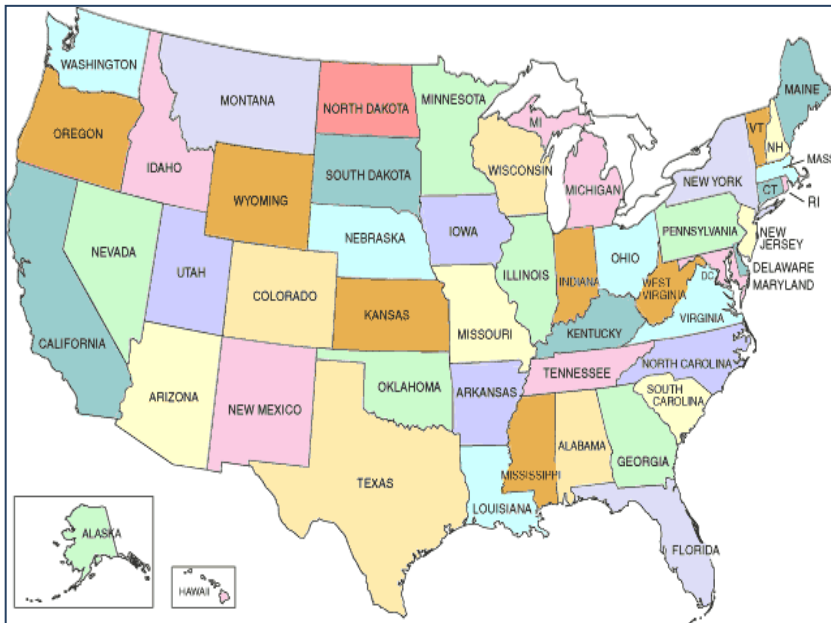 WASHINGTON
MONTANA
NORTH DAKOTA
MINNESOTA
MAINE
OREGON
IDAHO
MI
VT
NH
MASS
WISCONSIN
SOUTH DAKOTA
MICHIGAN
NEW YORK
CT
RI
WYOMING
NEVADA
NEBRASKA
IOWA
PENNSYLVANIA
NEW
JERSEY
UTAH
ILLINOIS
INDIANA
OHIO
DC
DELAWARE
MARYLAND
COLORADO
WEST
VIRGINIA
KANSAS
MISSOURI
VIRGINIA
KENTUCKY
CALIFORNIA
NORTH CAROLINA
TENNESSEE
OKLAHOMA
ARKANSAS
SOUTH
CAROLINA
ARIZONA
NEW MEXICO
ALABAMA
GEORGIA
MISSISSIPPI
TEXAS
LOUISIANA
ALASKA
FLORIDA
HAWAII